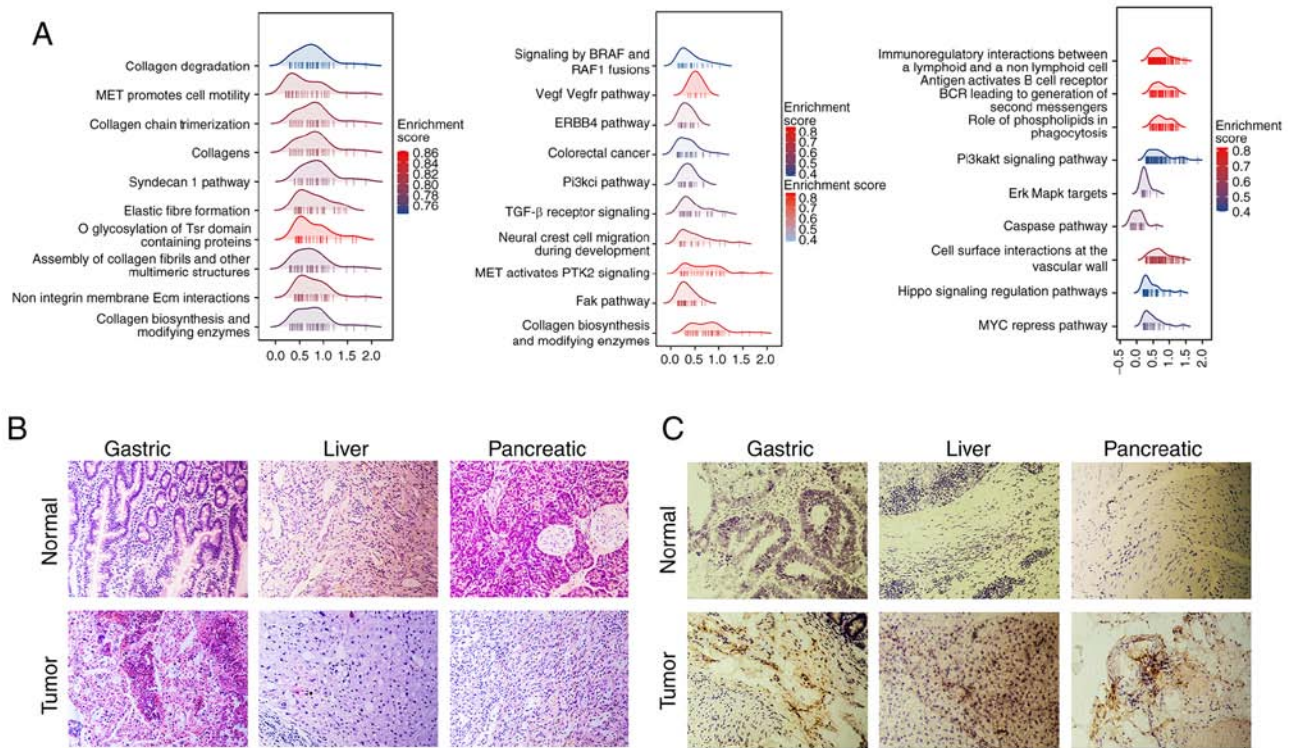 A
Collagen degradation
MET promotes cell motility
Collagen chain trimerization
Collagens
Syndecan 1 pathway
Elastic fibre formation
O glycosylation of Tsr domain
containing proteins
Assembly of collagen fibrils and other
multimeric structures
Non integrin membrane Ecm interactions
Collagen biosynthesis and
modifying enzymes
0.0 0.5 1.0 1.5 2.0
Enrichment
score
0.86
0.84
0.82
0.80
0.78
0.76
Signaling by BRAF and
RAF1 fusions
Vegf Vegfr pathway
ERBB4 pathway
Colorectal cancer
Pi3kci pathway
TGF-β receptor signaling
Neural crest cell migration
during development
MET activates PTK2 signaling
Fak pathway
Collagen biosynthesis
and modifying enzymes
0.0 0.5 1.0 1.5 2.0
Enrichment
score
0.8
0.7
0.6
0.5
0.4
Enrichment score
0.8
0.7
0.6
0.5
0.4
Immunoregulatory interactions between
a lymphoid and a non lymphoid cell
Antigen activates B cell receptor
BCR leading to generation of
second messengers
Role of phospholipids in
phagocytosis
Pi3kakt signaling pathway
Erk Mapk targets
Caspase pathway
Cell surface interactions at the
vascular wall
Hippo signaling regulation pathways
MYC repress pathway
-0.5 0.0 0.5 1.0 1.5 2.0
Enrichment
score
0.8
0.7
0.6
0.5
0.4
B
Gastric Liver Pancreatic
Normal
Tumor
C
Gastric Liver Pancreatic
Normal
Tumor